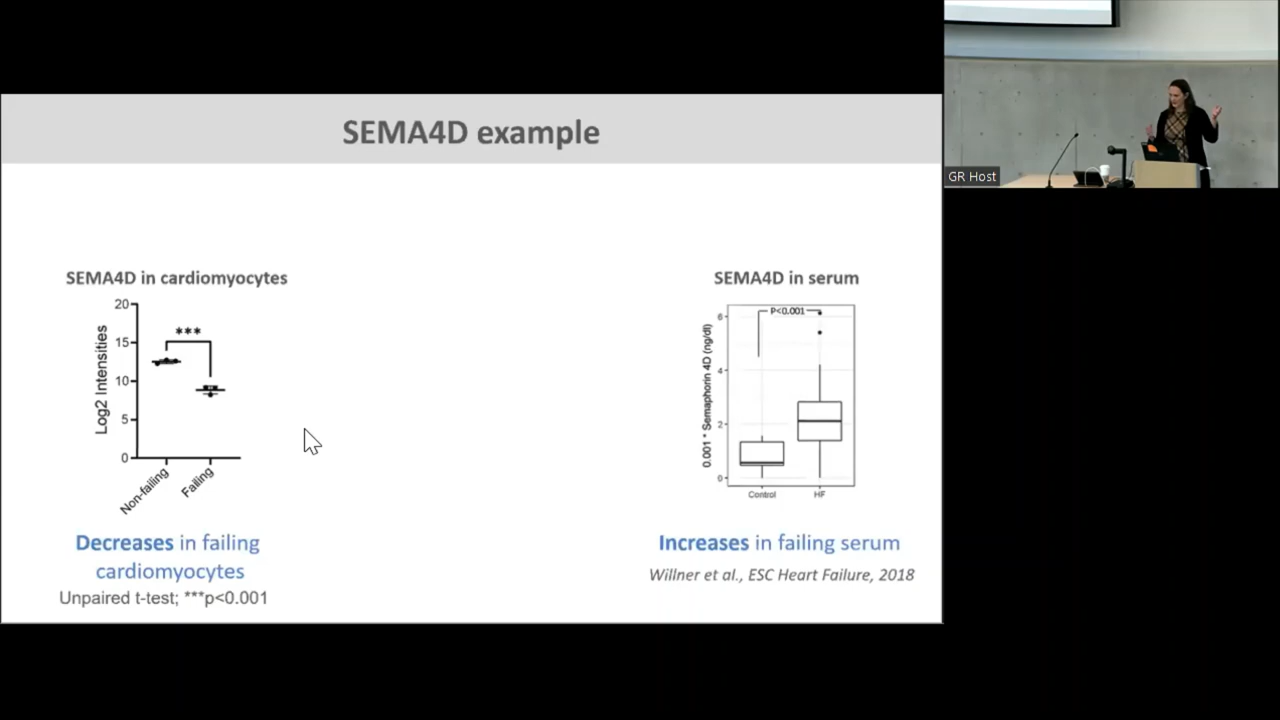 SEMA4D example
SEMA4D in cardiomyocytes
20
15
10
5
0
Log2 Intensities
***
Non-failing
Failing
Decreases in failing
cardiomyocytes
Unpaired t-test; ***p<0.001
SEMA4D in serum
P<0.001
6
4
2
0
0.001 * Semaphorin 4D (ng/dl)
Control
HF
Increases in failing serum
Willner et al., ESC Heart Failure, 2018
GR Host